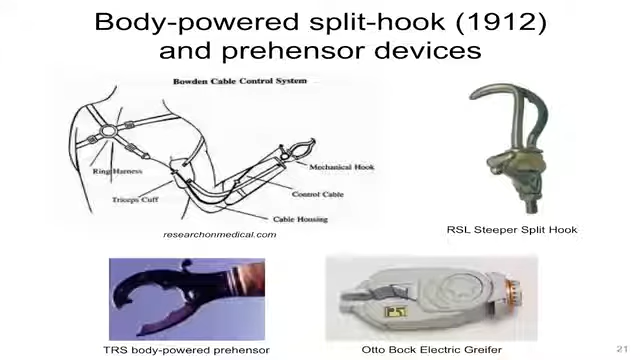 Body-powered split-hook (1912)
and prehensor devices
Bowden Cable Control System
Ring Harness
Mechanical Hook
Triceps Cuff
Control Cable
Cable Housing
researchonmedical.com
RSL Steeper Split Hook
TRS body-powered prehensor
Otto Bock Electric Greifer
21